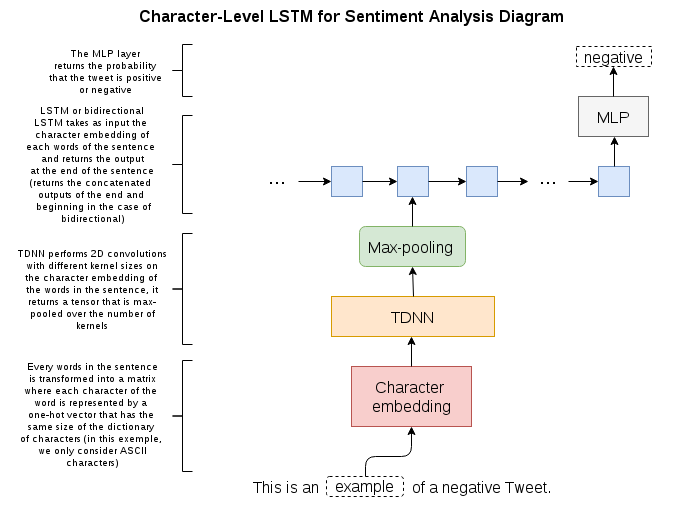 Character-Level LSTM for Sentiment Analysis Diagram
The MLP layer
returns the probability
that the tweet is positive
or negative
negative
MLP
LSTM or bidirectional
LSTM takes as input the
character embedding of
each words of the sentence
and returns the output
at the end of the sentence
(returns the concatenated
outputs of the end and
beginning in the case of
bidirectional)
...
...
Max-pooling
TDNN performs 2D convolutions
with different kernel sizes on
the character embedding of
the words in the sentence, it
returns a tensor that is max-
pooled over the number of
kernels
TDNN
Every words in the sentence
is transformed into a matrix
where each character of the
word is represented by a
one-hot vector that has the
same size of the dictionary
of characters (in this exemple,
we only consider ASCII
characters)
Character
embedding
This is an example of a negative Tweet.